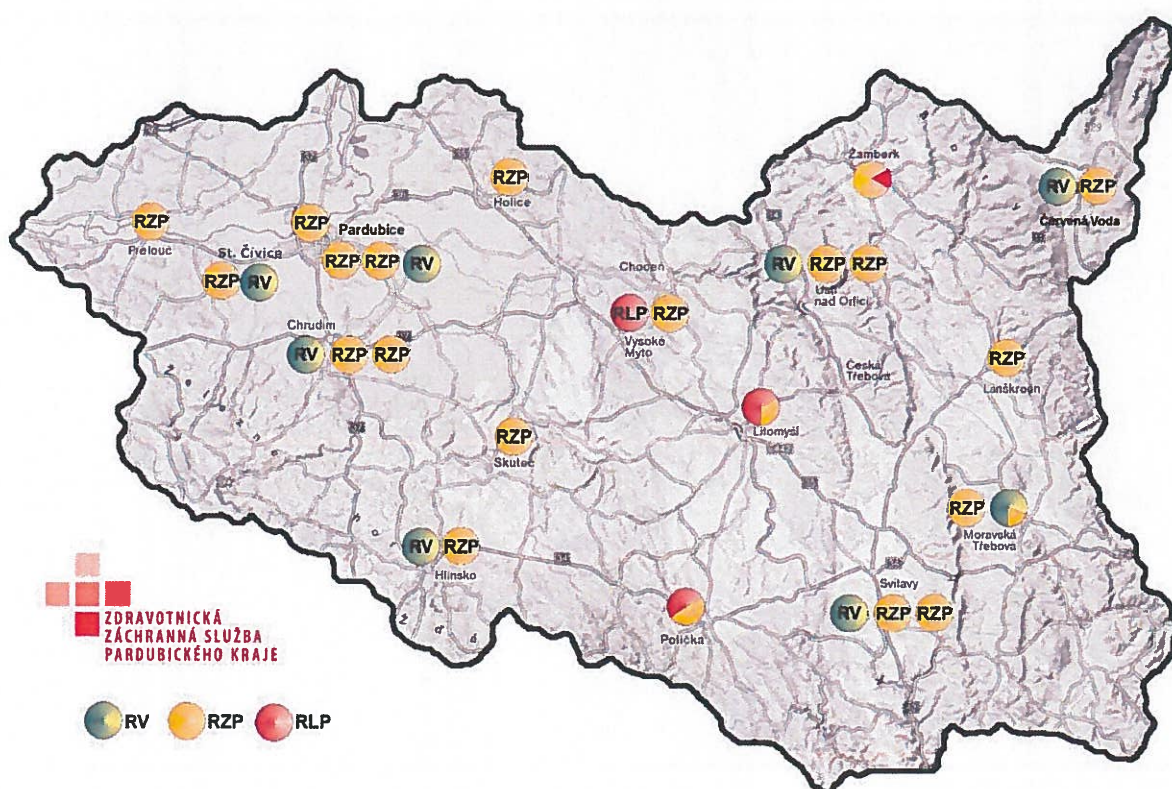 Žamberk
RZP
Holice
RV RZP
Červená Voda
RZP
Přelouč
RZP
Pardubice
RZP RZP RV
St. Čívice
RZP RV
Choceň
RV RZP RZP
Ústí
nad Orlicí
RLP RZP
Vysoké
Mýto
Chrudim
RV RZP RZP
Česká
Třebová
RZP
Lanškroun
Litomyšl
RZP
Skuteč
RZP
Moravská
Třebová
RV RZP
Hlinsko
Svitavy
RV RZP RZP
Polička
ZDRAVOTNICKÁ
ZÁCHRANNÁ SLUŽBA
PARDUBICKÉHO KRAJE
RV RZP RLP